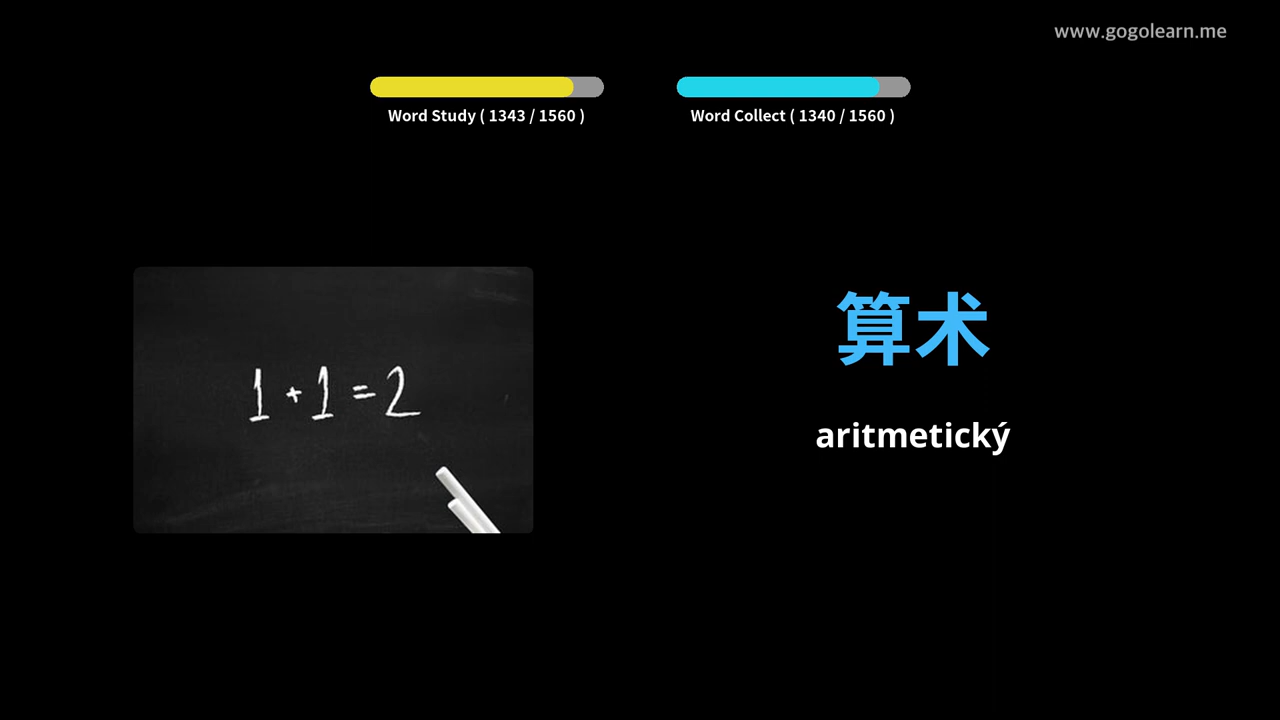 www.gogolearn.me
Word Study ( 1343 / 1560 )
Word Collect ( 1340 / 1560 )
1 + 1 = 2
算术
aritmetický